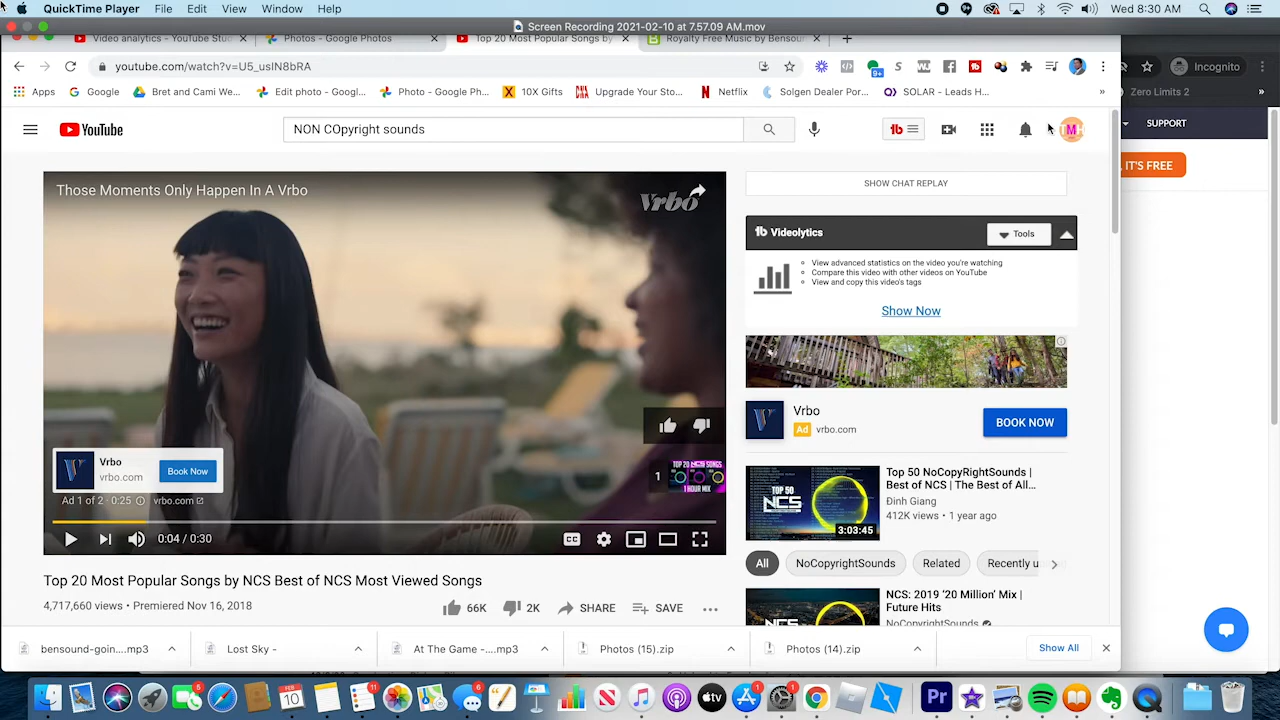 QuickTime Player File Edit View Window Help 8:30 AM
Screen Recording 2021-02-10 at 7.57.09 AM.mov
Video analytics - YouTube Stu Photos - Google Photos Top 20 Most Popular Songs by Royalty Free Music by Bensou
youtube.com/watch?v=U5_usIN8bRA Incognito
Apps Google Bret and Cami We... Edit photo - Googl... Photo - Google Ph... 10X Gifts Upgrade Your Sto... Netflix Solgen Dealer Por... SOLAR - Leads H... » Zero Limits 2 »
YouTube
NON COpyright sounds
SUPPORT
IT'S FREE
Those Moments Only Happen In A Vrbo
Vrbo
SHOW CHAT REPLAY
Videolytics Tools
View advanced statistics on the video you're watching
Compare this video with other videos on YouTube
View and copy this video's tags
Show Now
Vrbo
Ad vrbo.com
BOOK NOW
Vrbo
vrbo.com
Book Now
1
Ad 1 of 2 · 0:25 vrbo.com
/ 0:30
CC
Top 50 NoCopyRightSounds |
Best of NCS | The Best of All...
Đinh Giang
412K views • 1 year ago
TOP 50
NCS
3:03:45
All NoCopyrightSounds Related Recently u
Top 20 Most Popular Songs by NCS Best of NCS Most Viewed Songs
4,717,660 views • Premiered Nov 16, 2018
66K 2K SHARE SAVE
NCS: 2019 '20 Million' Mix |
Future Hits
NoCopyrightSounds
bensound-goin....mp3 Lost Sky - At The Game -....mp3 Photos (15).zip Photos (14).zip Show All